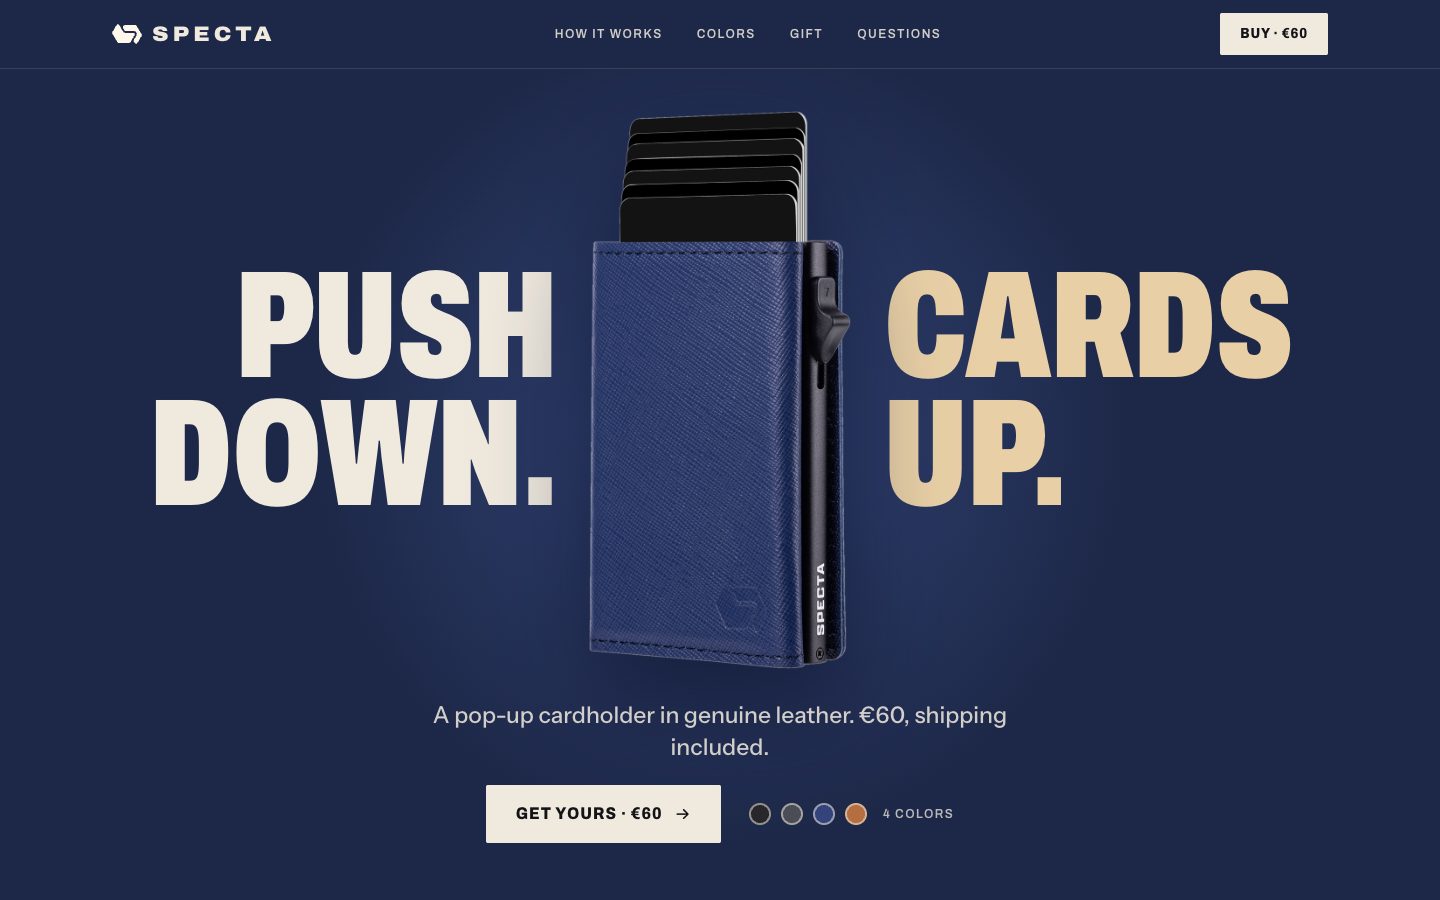 SPECTA
HOW IT WORKS
COLORS
GIFT
QUESTIONS
BUY · €60
PUSH
DOWN.
CARDS
UP.
SPECTA
A pop-up cardholder in genuine leather. €60, shipping
included.
GET YOURS · €60 →
4 COLORS